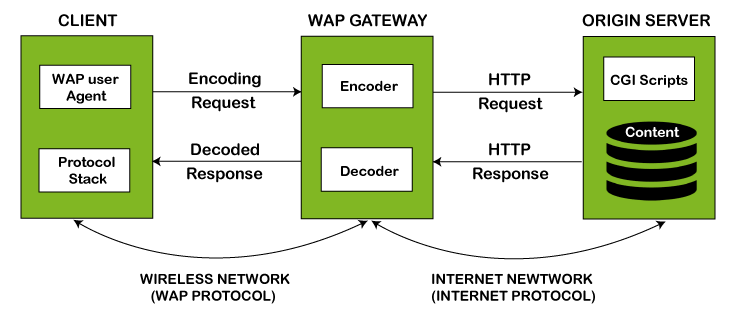 CLIENT
WAP GATEWAY
ORIGIN SERVER
WAP user
Agent
Encoding
Request
Encoder
HTTP
Request
CGI Scripts
Content
Protocol
Stack
Decoded
Response
Decoder
HTTP
Response
WIRELESS NETWORK
(WAP PROTOCOL)
INTERNET NEWTWORK
(INTERNET PROTOCOL)